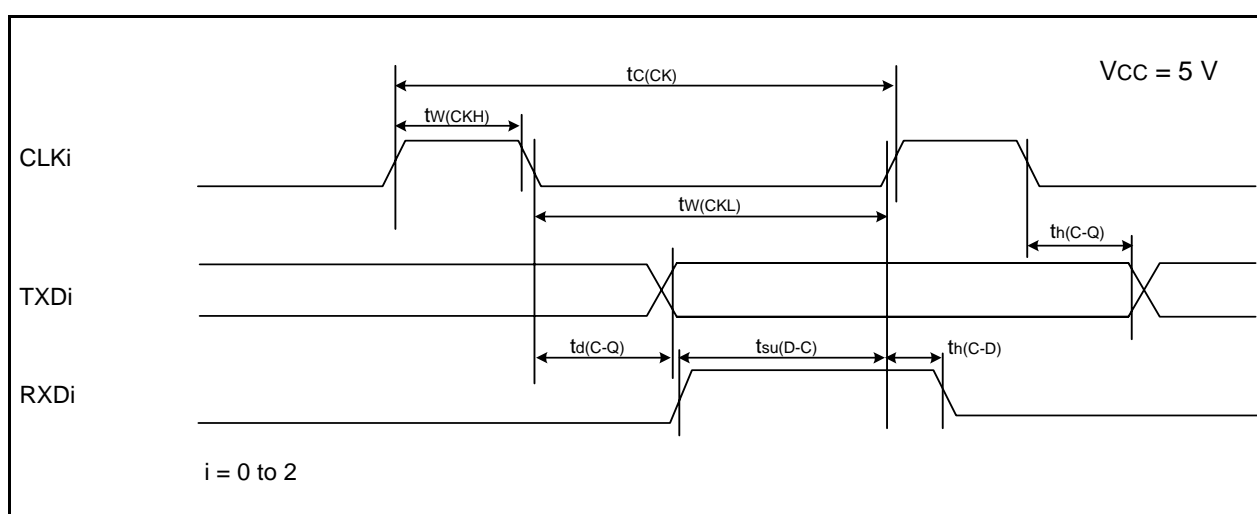 tC(CK)
VCC = 5 V
tW(CKH)
CLKi
tW(CKL)
th(C-Q)
TXDi
td(C-Q)
tsu(D-C)
th(C-D)
RXDi
i = 0 to 2